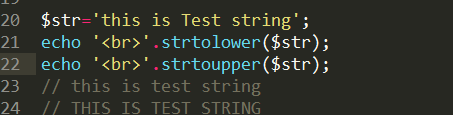 20 $str='this is Test string';
21 echo '<br>'.strtolower($str);
22 echo '<br>'.strtoupper($str);
23 // this is test string
24 // THIS IS TEST STRING